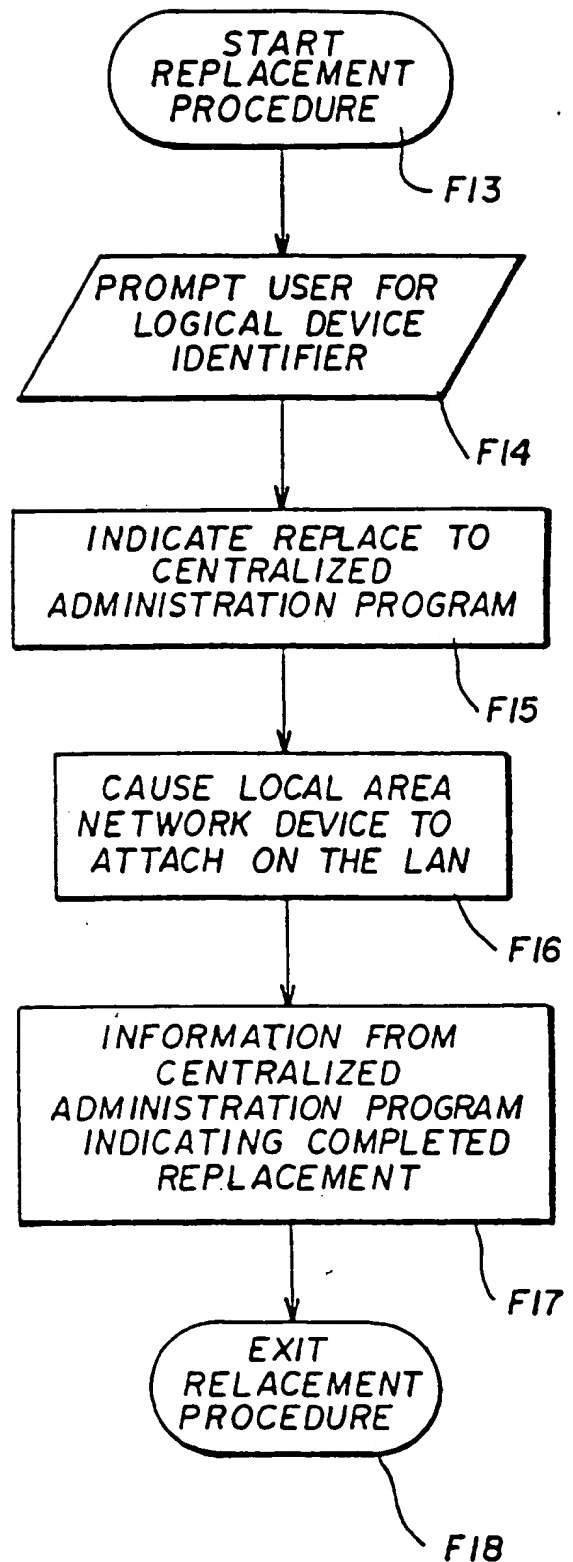 START
REPLACEMENT
PROCEDURE
F13
PROMPT USER FOR
LOGICAL DEVICE
IDENTIFIER
F14
INDICATE REPLACE TO
CENTRALIZED
ADMINISTRATION PROGRAM
F15
CAUSE LOCAL AREA
NETWORK DEVICE TO
ATTACH ON THE LAN
F16
INFORMATION FROM
CENTRALIZED
ADMINISTRATION PROGRAM
INDICATING COMPLETED
REPLACEMENT
F17
EXIT
RELACEMENT
PROCEDURE
F18